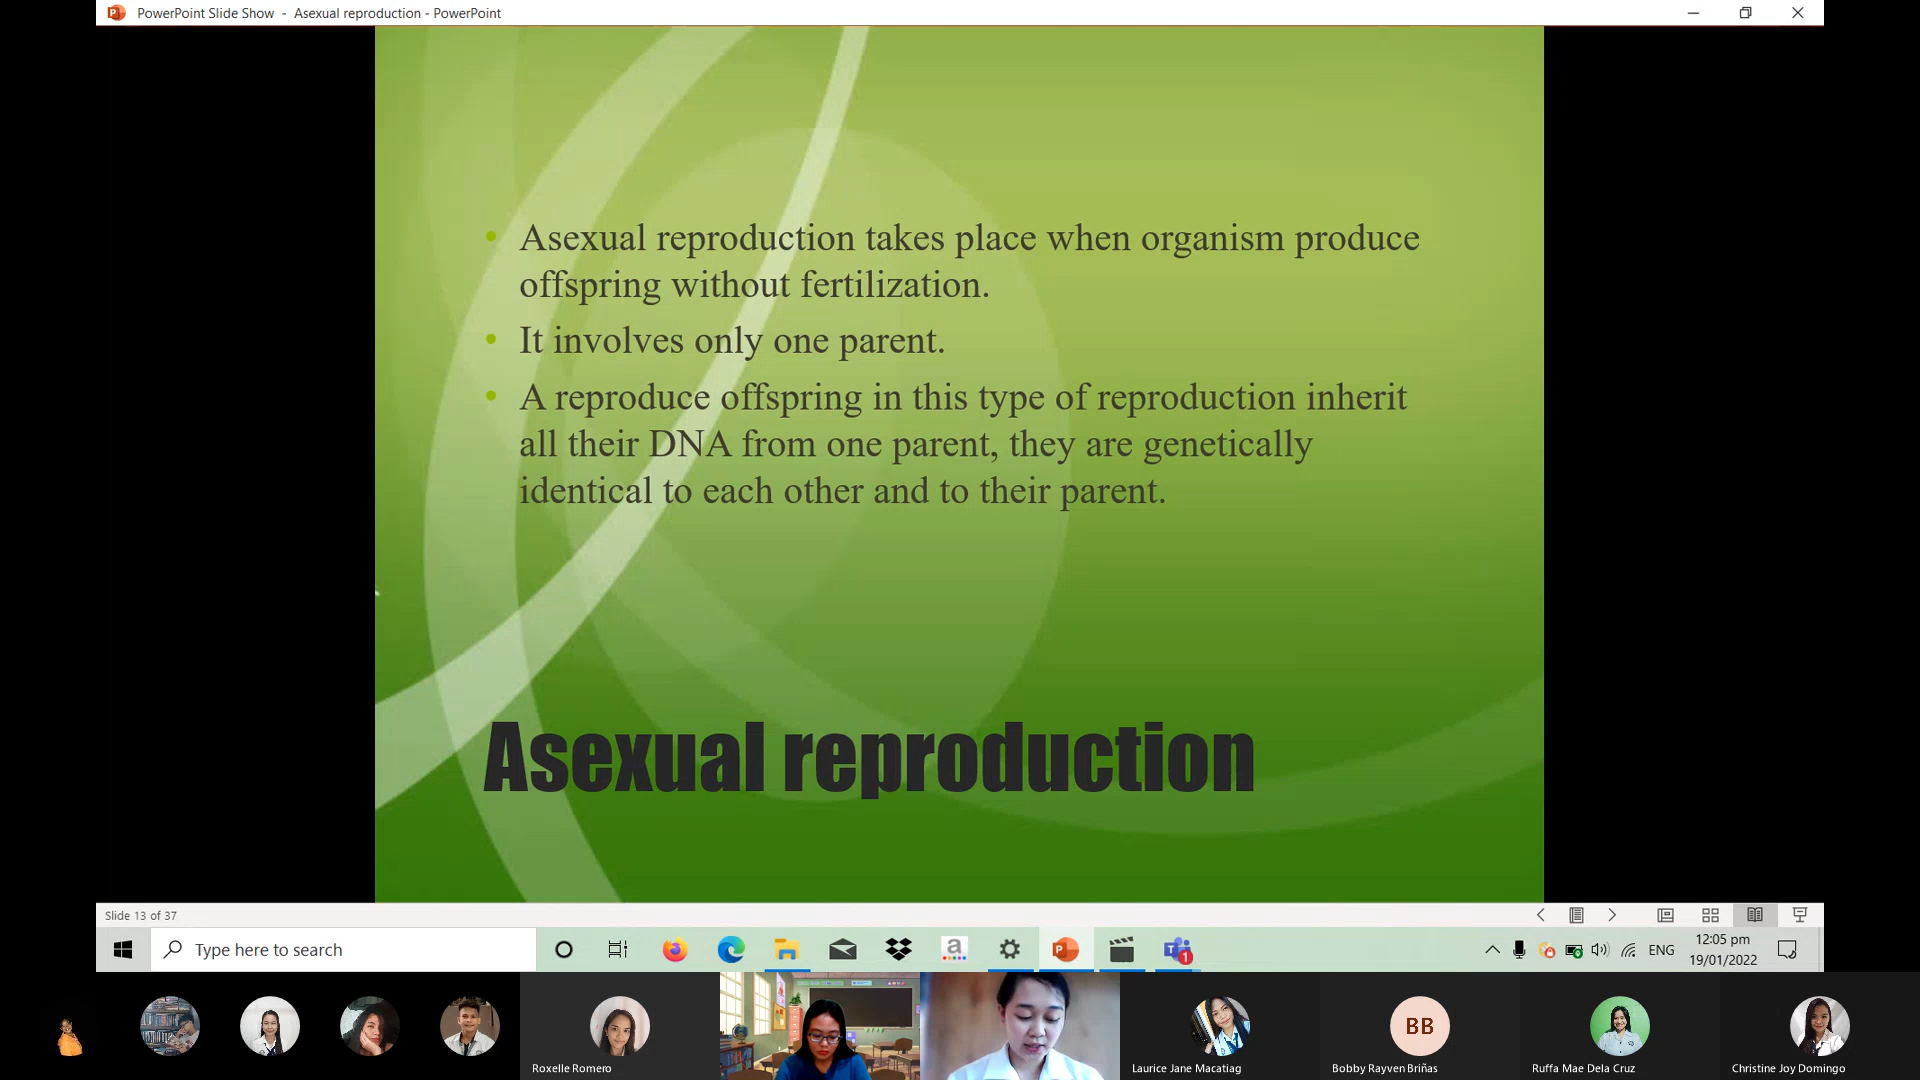 PowerPoint Slide Show - Asexual reproduction - PowerPoint
• Asexual reproduction takes place when organism produce
offspring without fertilization.
• It involves only one parent.
• A reproduce offspring in this type of reproduction inherit
all their DNA from one parent, they are genetically
identical to each other and to their parent.
Asexual reproduction
Slide 13 of 37
Type here to search
a
1
ENG
12:05 pm
19/01/2022
BB
Roxelle Romero
Laurice Jane Macatiag
Bobby Rayven Briñas
Ruffa Mae Dela Cruz
Christine Joy Domingo